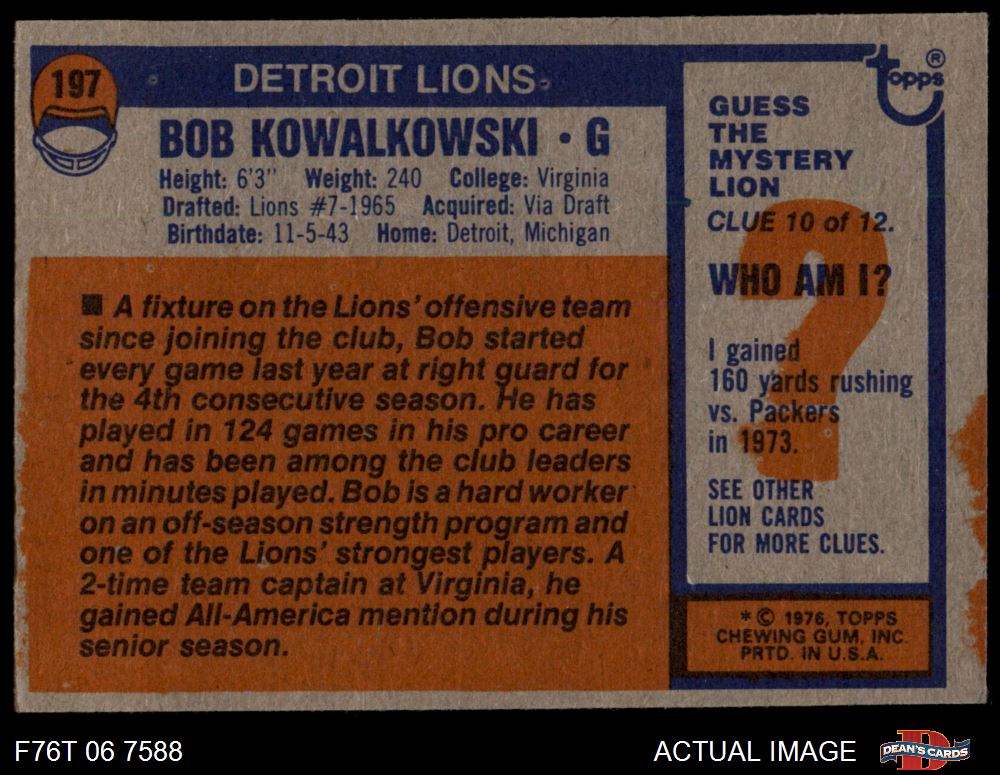 197
DETROIT LIONS
BOB KOWALKOWSKI • G
Height: 6'3" Weight: 240 College: Virginia
Drafted: Lions #7-1965 Acquired: Via Draft
Birthdate: 11-5-43 Home: Detroit, Michigan
■ A fixture on the Lions' offensive team
since joining the club, Bob started
every game last year at right guard for
the 4th consecutive season. He has
played in 124 games in his pro career
and has been among the club leaders
in minutes played. Bob is a hard worker
on an off-season strength program and
one of the Lions' strongest players. A
2-time team captain at Virginia, he
gained All-America mention during his
senior season.
topps ®
GUESS
THE
MYSTERY
LION
CLUE 10 of 12.
?
WHO AM I?
I gained
160 yards rushing
vs. Packers
in 1973.
SEE OTHER
LION CARDS
FOR MORE CLUES.
* © 1976, TOPPS
CHEWING GUM, INC.
PRTD. IN U.S.A.
F76T 06 7588
ACTUAL IMAGE
D
DEAN'S CARDS